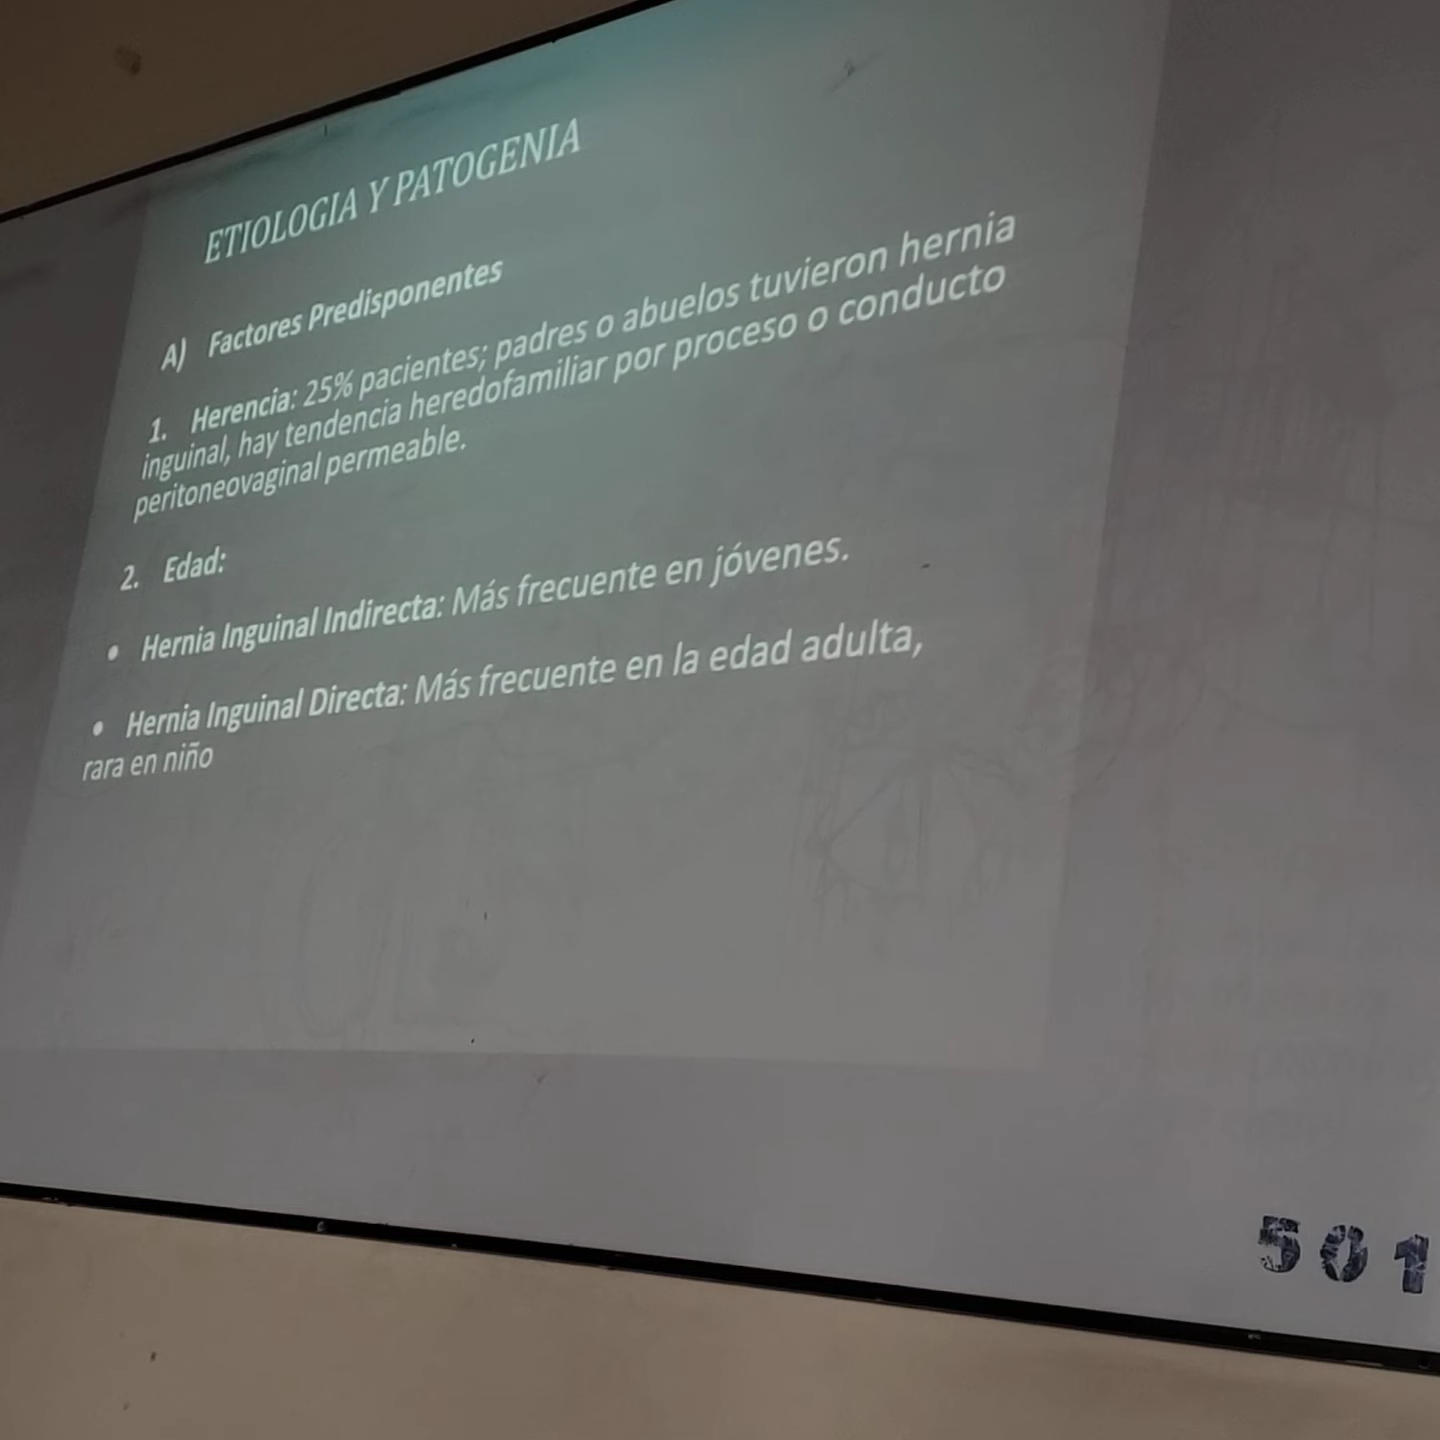 ETIOLOGIA Y PATOGENIA
A) Factores Predisponentes
1. Herencia: 25% pacientes; padres o abuelos tuvieron hernia
inguinal, hay tendencia heredofamiliar por proceso o conducto
peritoneovaginal permeable.
2. Edad:
• Hernia Inguinal Indirecta: Más frecuente en jóvenes.
• Hernia Inguinal Directa: Más frecuente en la edad adulta,
rara en niño
501